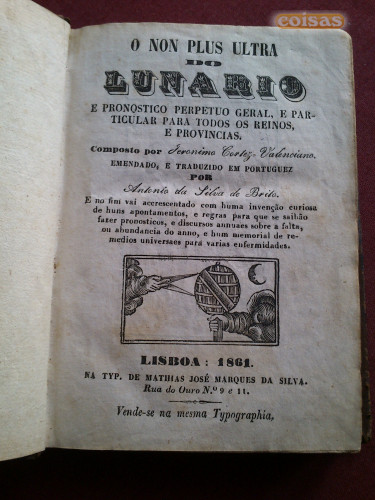 coisas
O NON PLUS ULTRA
DO
LUNARIO
E PRONOSTICO PERPETUO GERAL, E PAR-
TICULAR PARA TODOS OS REINOS,
E PROVINCIAS.
Composto por Jeronimo Cortez Valenciano.
EMENDADO, E TRADUZIDO EM PORTUGUEZ
POR
Antonio da Silva de Brito.
E no fim vai accrescentado com huma invenção curiosa
de huns apontamentos, e regras para que se saibão
fazer pronosticos, e discursos annuaes sobre a falta,
ou abundancia do anno, e hum memorial de re-
medios universaes para varias enfermidades.
LISBOA: 1861.
NA TYP. DE MATHIAS JOSÉ MARQUES DA SILVA.
Rua do Ouro N.º 9 e 11.
Vende-se na mesma Typographia.